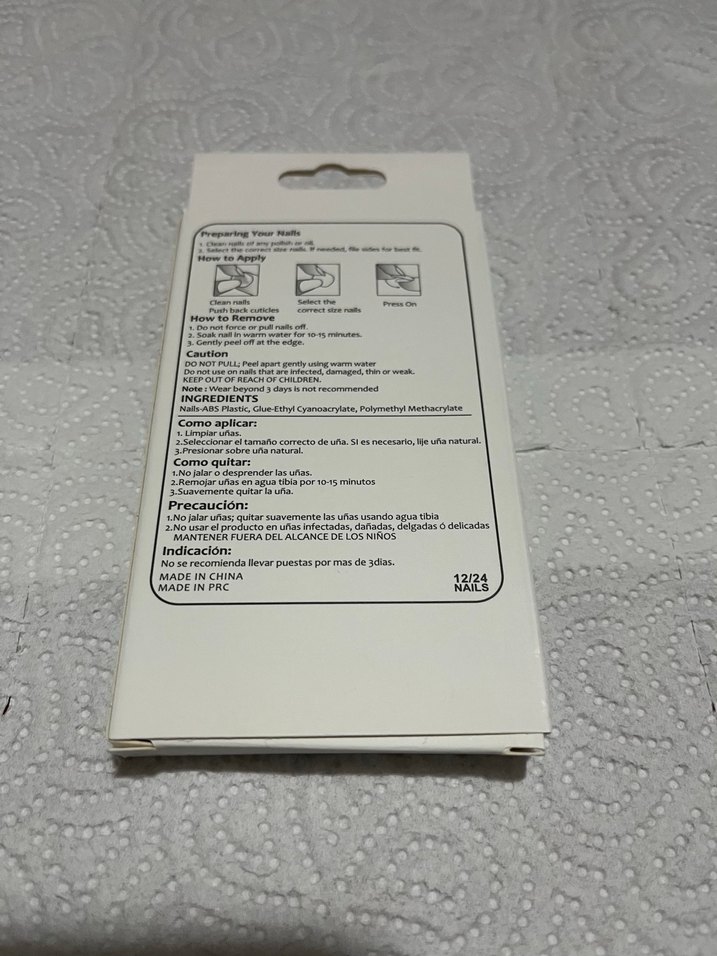 Preparing Your Nails
1. Clean nails of any polish or oil.
2. Select the correct size nails. If needed, file sides for best fit.
How to Apply
Clean nails
Push back cuticles
Select the
correct size nails
Press On
How to Remove
1. Do not force or pull nails off.
2. Soak nail in warm water for 10-15 minutes.
3. Gently peel off at the edge.
Caution
DO NOT PULL; Peel apart gently using warm water
Do not use on nails that are infected, damaged, thin or weak.
KEEP OUT OF REACH OF CHILDREN.
Note : Wear beyond 3 days is not recommended
INGREDIENTS
Nails-ABS Plastic, Glue-Ethyl Cyanoacrylate, Polymethyl Methacrylate
Como aplicar:
1. Limpiar uñas.
2.Seleccionar el tamaño correcto de uña. SI es necesario, lije uña natural.
3.Presionar sobre uña natural.
Como quitar:
1.No jalar o desprender las uñas.
2.Remojar uñas en agua tibia por 10-15 minutos
3.Suavemente quitar la uña.
Precaución:
1.No jalar uñas; quitar suavemente las uñas usando agua tibia
2.No usar el producto en uñas infectadas, dañadas, delgadas ó delicadas
MANTENER FUERA DEL ALCANCE DE LOS NIÑOS
Indicación:
No se recomienda llevar puestas por mas de 3dias.
MADE IN CHINA
MADE IN PRC
12/24
NAILS